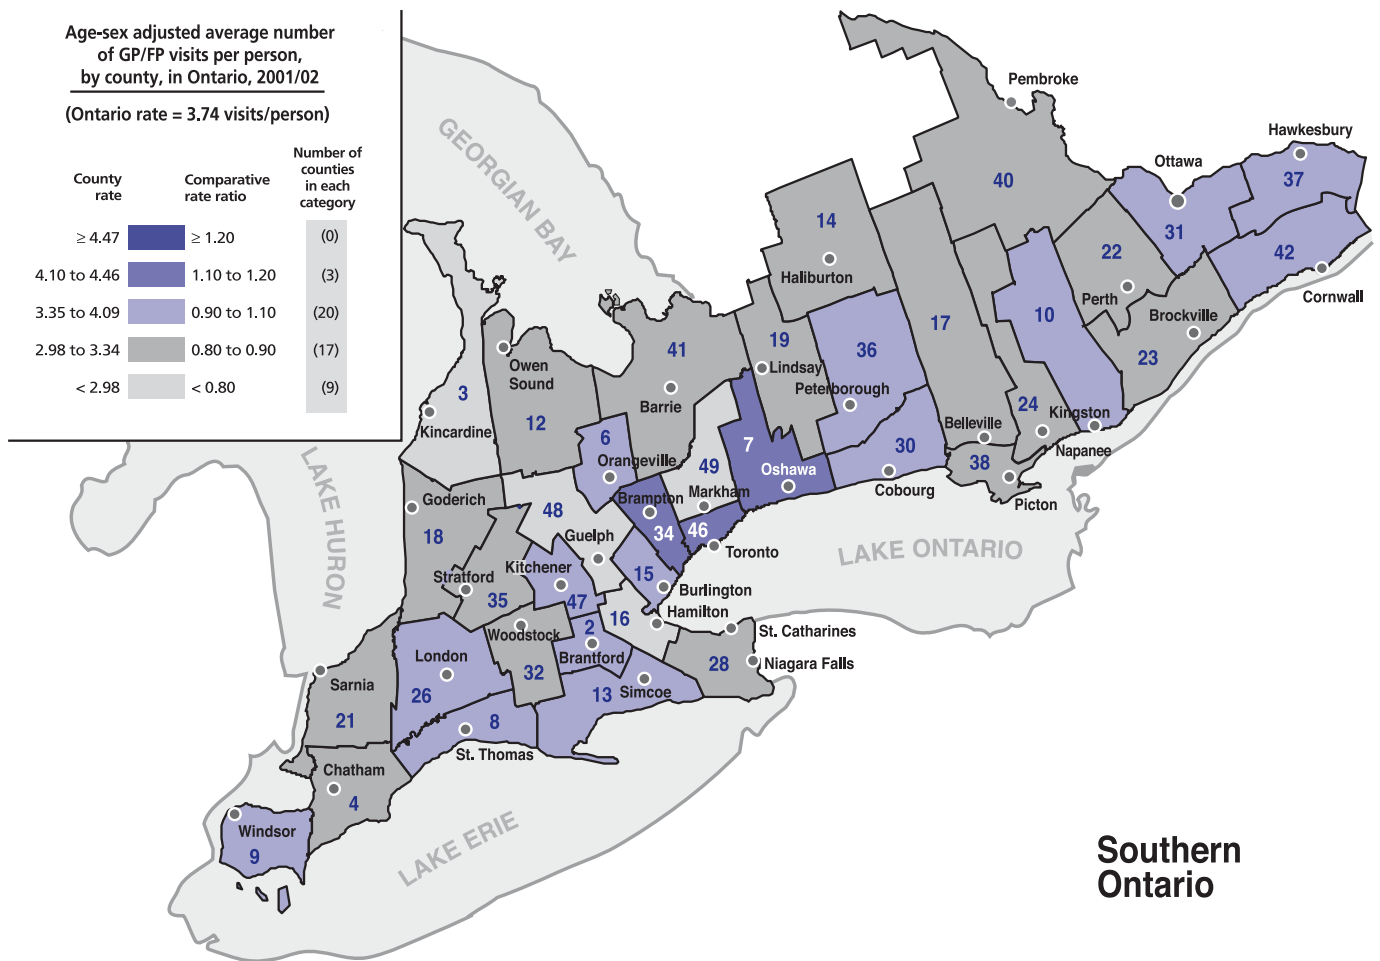 Age-sex adjusted average number
of GP/FP visits per person,
by county, in Ontario, 2001/02
(Ontario rate = 3.74 visits/person)
County
rate
Comparative
rate ratio
Number of
counties
in each
category
≥ 4.47 ≥ 1.20 (0)
4.10 to 4.46 1.10 to 1.20 (3)
3.35 to 4.09 0.90 to 1.10 (20)
2.98 to 3.34 0.80 to 0.90 (17)
< 2.98 < 0.80 (9)
GEORGIAN BAY
LAKE HURON
LAKE ONTARIO
LAKE ERIE
Pembroke
40
Hawkesbury
37
Ottawa
31
42
Cornwall
22
Perth
Brockville
23
10
Kingston
24
Napanee
17
Belleville
38
Picton
14
Haliburton
19
Lindsay
36
Peterborough
30
Cobourg
7
Oshawa
41
Barrie
49
Markham
46
Toronto
Brampton
34
6
Orangeville
Owen
Sound
12
3
Kincardine
Goderich
18
48
Guelph
Kitchener
47
15
Burlington
Hamilton
16
Stratford
35
Woodstock
32
2
Brantford
St. Catharines
28
Niagara Falls
13
Simcoe
London
26
8
St. Thomas
Sarnia
21
Chatham
4
Windsor
9
Southern
Ontario